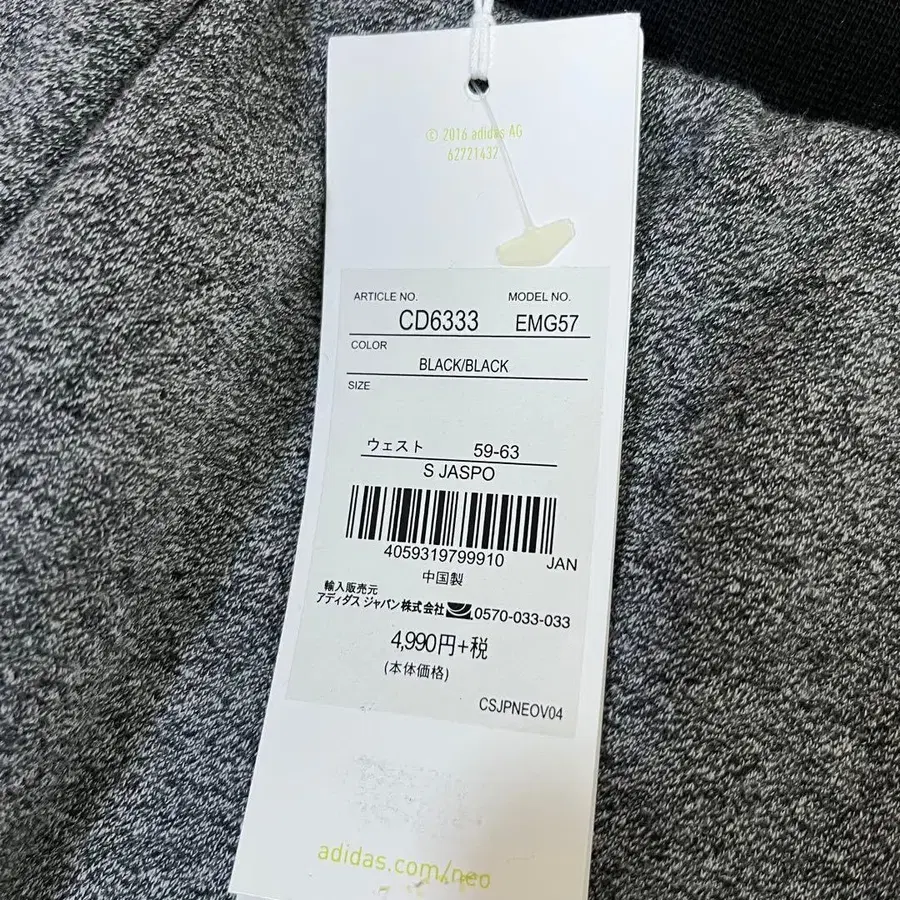 © 2016 adidas AG
62721432
ARTICLE NO. MODEL NO.
CD6333 EMG57
COLOR
BLACK/BLACK
SIZE
ウェスト 59-63
S JASPO
4059319799910 JAN
中国製
輸入販売元
アディダス ジャパン株式会社 0570-033-033
4,990円+税
(本体価格)
CSJPNEOV04
adidas.com/neo